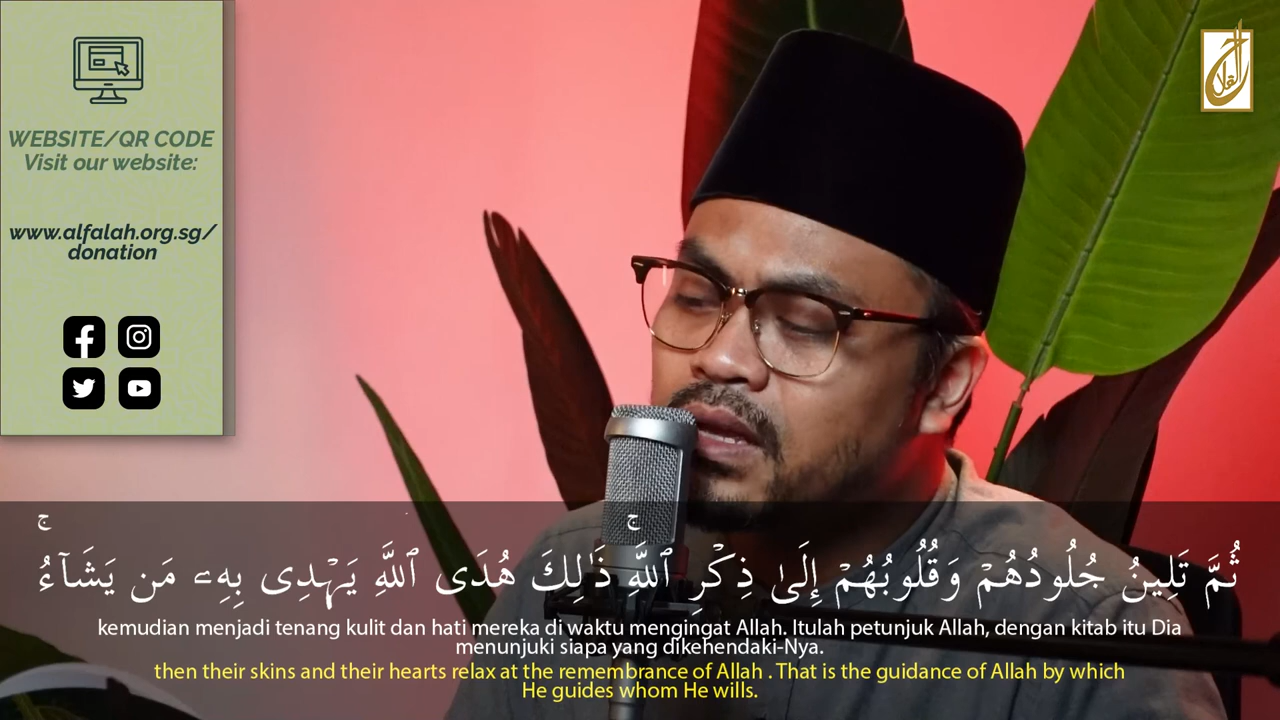 WEBSITE/QR CODE
Visit our website:
www.alfalah.org.sg/
donation
ثُمَّ تَلِينُ جُلُودُهُمْ وَقُلُوبُهُمْ إِلَىٰ ذِكْرِ ٱللَّهِ ۚ ذَٰلِكَ هُدَى ٱللَّهِ يَهْدِى بِهِۦ مَن يَشَآءُ ۚ
kemudian menjadi tenang kulit dan hati mereka di waktu mengingat Allah. Itulah petunjuk Allah, dengan kitab itu Dia
menunjuki siapa yang dikehendaki-Nya.
then their skins and their hearts relax at the remembrance of Allah . That is the guidance of Allah by which
He guides whom He wills.